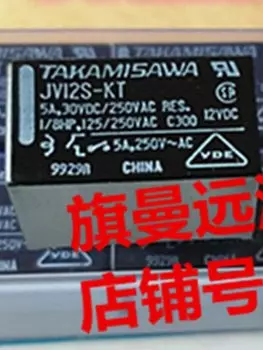 TAKAMISAWA
JV12S-KT
5A,30VDC/250VAC RES.
1/8HP,125/250VAC C300 12VDC
5A,250V~AC
VDE
9929A CHINA
旗曼远
店铺号